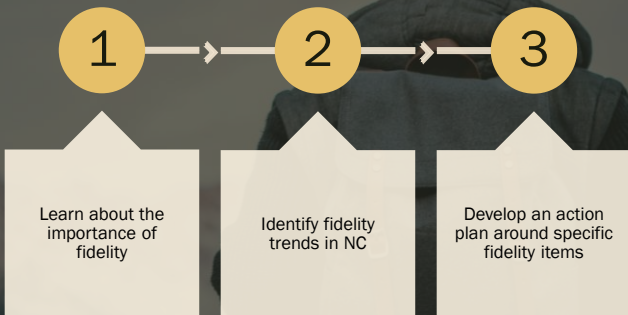 1
2
3
Learn about the
importance of
fidelity
Identify fidelity
trends in NC
Develop an action
plan around specific
fidelity items